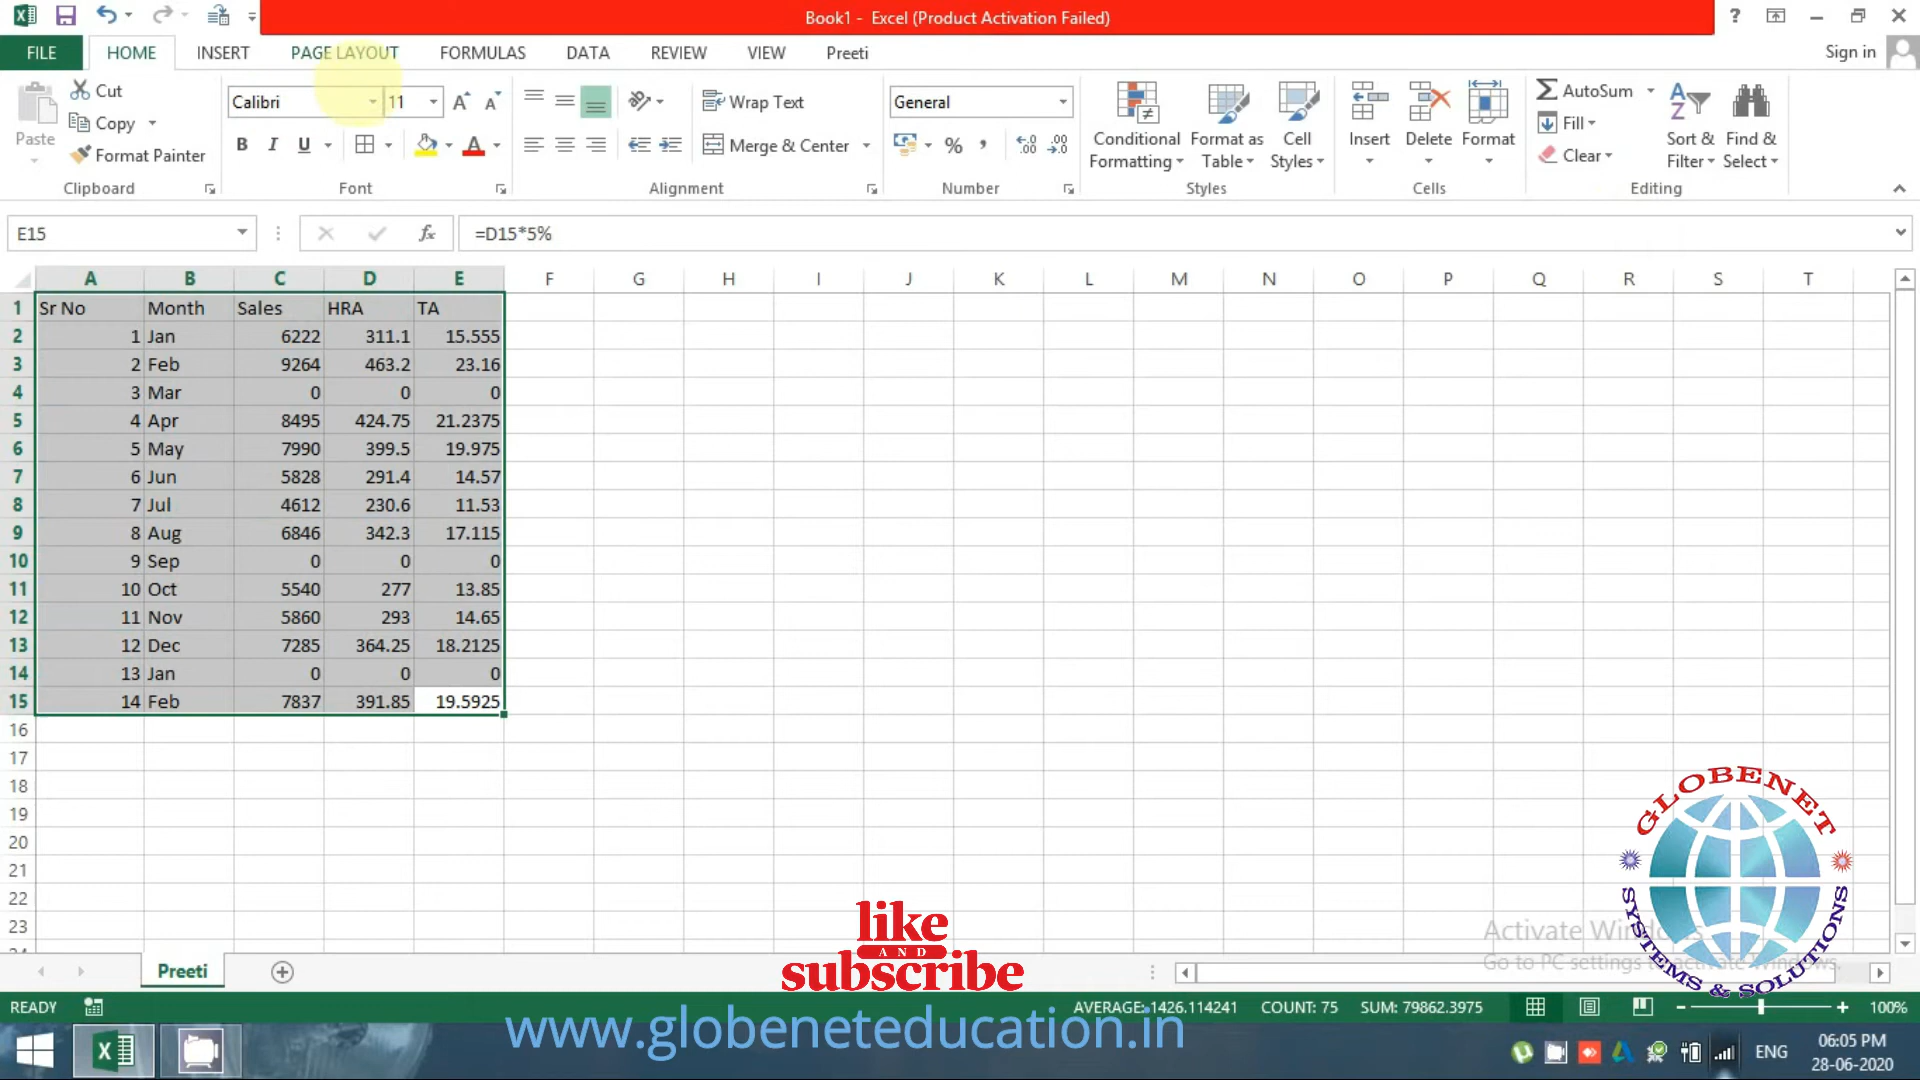 Book1 - Excel (Product Activation Failed)
?
FILE HOME INSERT PAGE LAYOUT FORMULAS DATA REVIEW VIEW Preeti Sign in
Paste Cut Copy Format Painter Clipboard
Calibri 11 B I U A Font
Wrap Text Merge & Center Alignment
General % , Number
Conditional Formatting Format as Table Cell Styles Styles
Insert Delete Format Cells
AutoSum Fill Clear Sort & Filter Find & Select Editing
E15 fx =D15*5%
A B C D E F G H I J K L M N O P Q R S T
1 Sr No Month Sales HRA TA
2 1 Jan 6222 311.1 15.555
3 2 Feb 9264 463.2 23.16
4 3 Mar 0 0 0
5 4 Apr 8495 424.75 21.2375
6 5 May 7990 399.5 19.975
7 6 Jun 5828 291.4 14.57
8 7 Jul 4612 230.6 11.53
9 8 Aug 6846 342.3 17.115
10 9 Sep 0 0 0
11 10 Oct 5540 277 13.85
12 11 Nov 5860 293 14.65
13 12 Dec 7285 364.25 18.2125
14 13 Jan 0 0 0
15 14 Feb 7837 391.85 19.5925
16
17
18
19
20
21
22
23
GLOBENET
SYSTEMS & SOLUTIONS
like
AND
subscribe
Activate Windows
Go to PC settings to activate Windows.
Preeti
READY AVERAGE: 1426.114241 COUNT: 75 SUM: 79862.3975 100%
www.globeneteducation.in
ENG 06:05 PM
28-06-2020